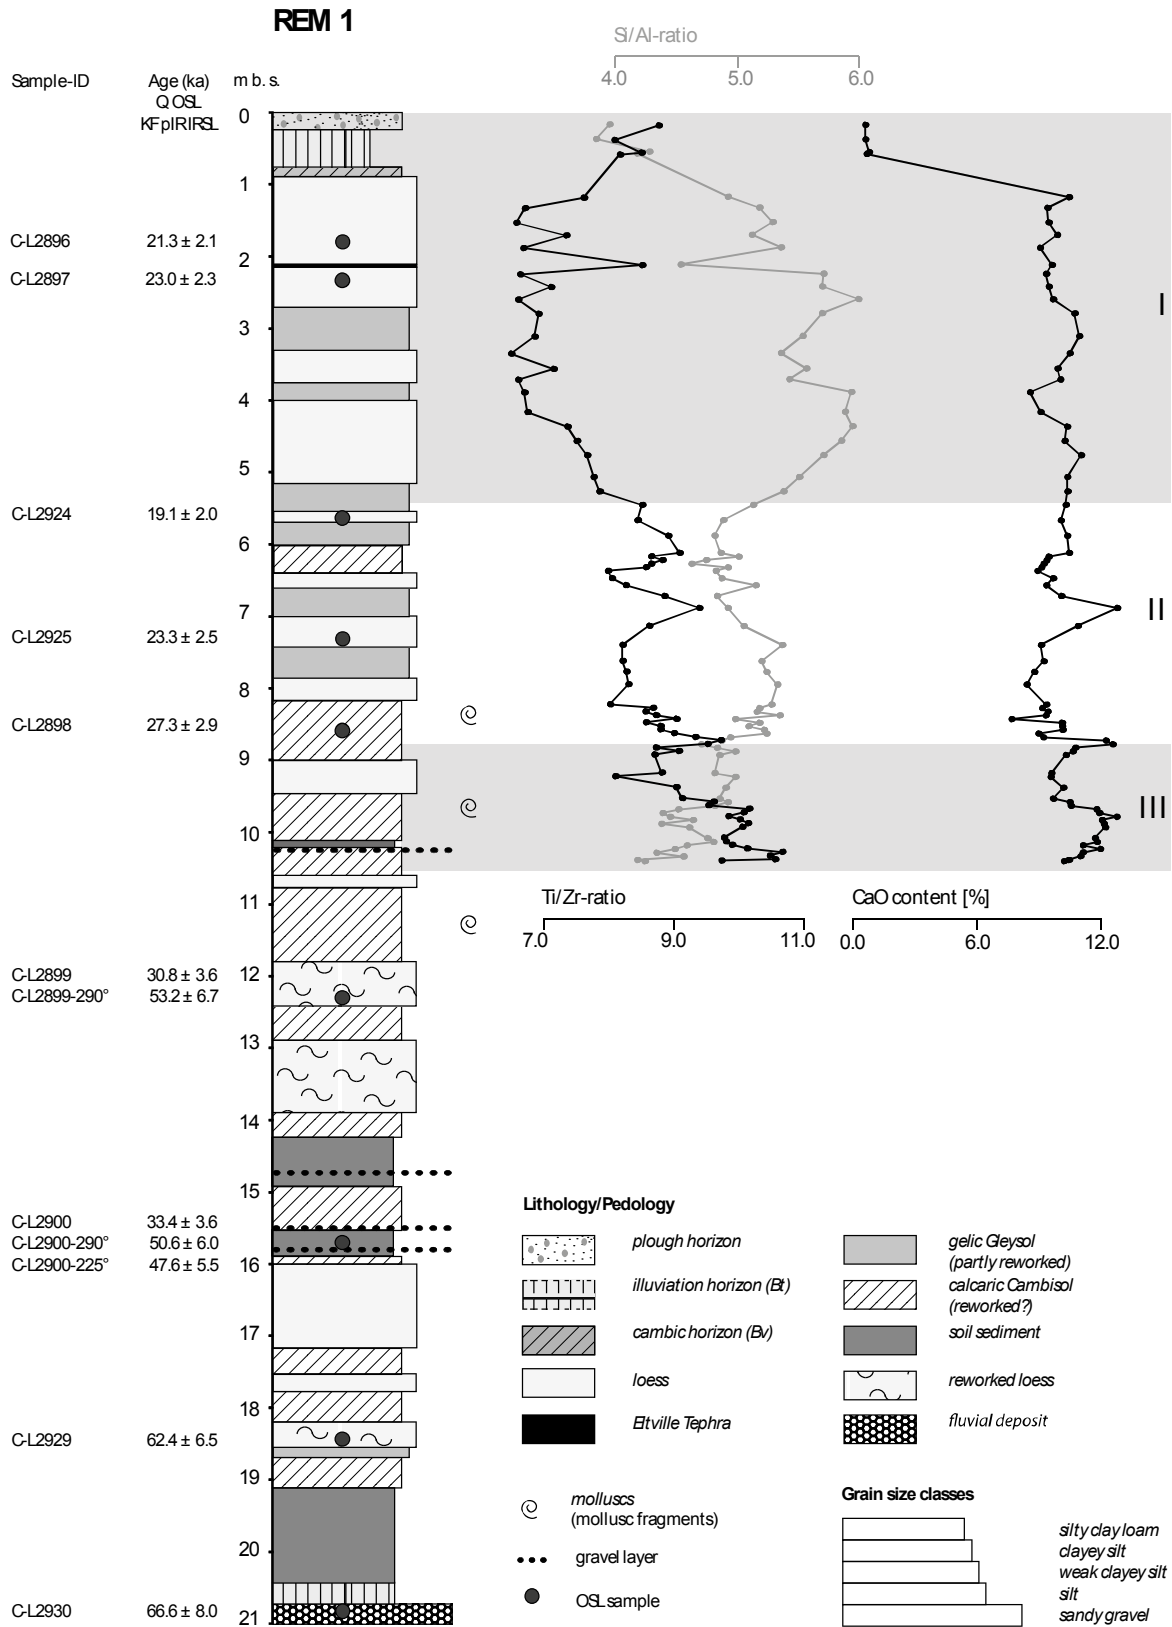 REM 1
Si/Al-ratio
4.0 5.0 6.0
Sample-ID Age (ka) m b. s.
Q OSL
KFpIRIRSL
0
1
C-L2896 21.3 ± 2.1
2
C-L2897 23.0 ± 2.3
I
3
4
5
C-L2924 19.1 ± 2.0
6
II
7
C-L2925 23.3 ± 2.5
8
C-L2898 27.3 ± 2.9
9
III
10
Ti/Zr-ratio CaO content [%]
11
7.0 9.0 11.0 0.0 6.0 12.0
C-L2899 30.8 ± 3.6 12
C-L2899-290° 53.2 ± 6.7
13
14
15
Lithology/Pedology
C-L2900 33.4 ± 3.6
C-L2900-290° 50.6 ± 6.0
C-L2900-225° 47.6 ± 5.5 16
plough horizon gelic Gleysol
(partly reworked)
illuviation horizon (Bt) calcaric Cambisol
(reworked?)
17
cambic horizon (Bv) soil sediment
loess reworked loess
18
Eltville Tephra fluvial deposit
C-L2929 62.4 ± 6.5
19
Grain size classes
molluscs
(mollusc fragments)
silty clay loam
20
clayey silt
gravel layer
weak clayey silt
silt
OSL sample
sandy gravel
C-L2930 66.6 ± 8.0 21